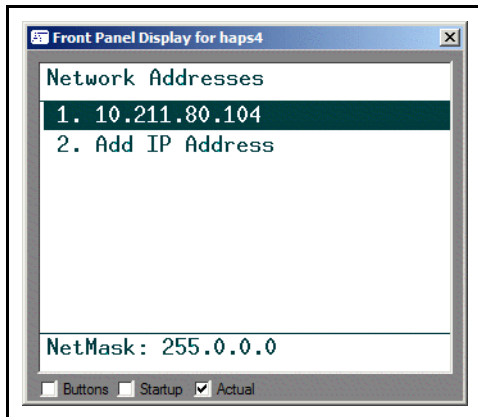 Front Panel Display for haps4
Network Addresses
1. 10.211.80.104
2. Add IP Address
NetMask: 255.0.0.0
Buttons Startup Actual